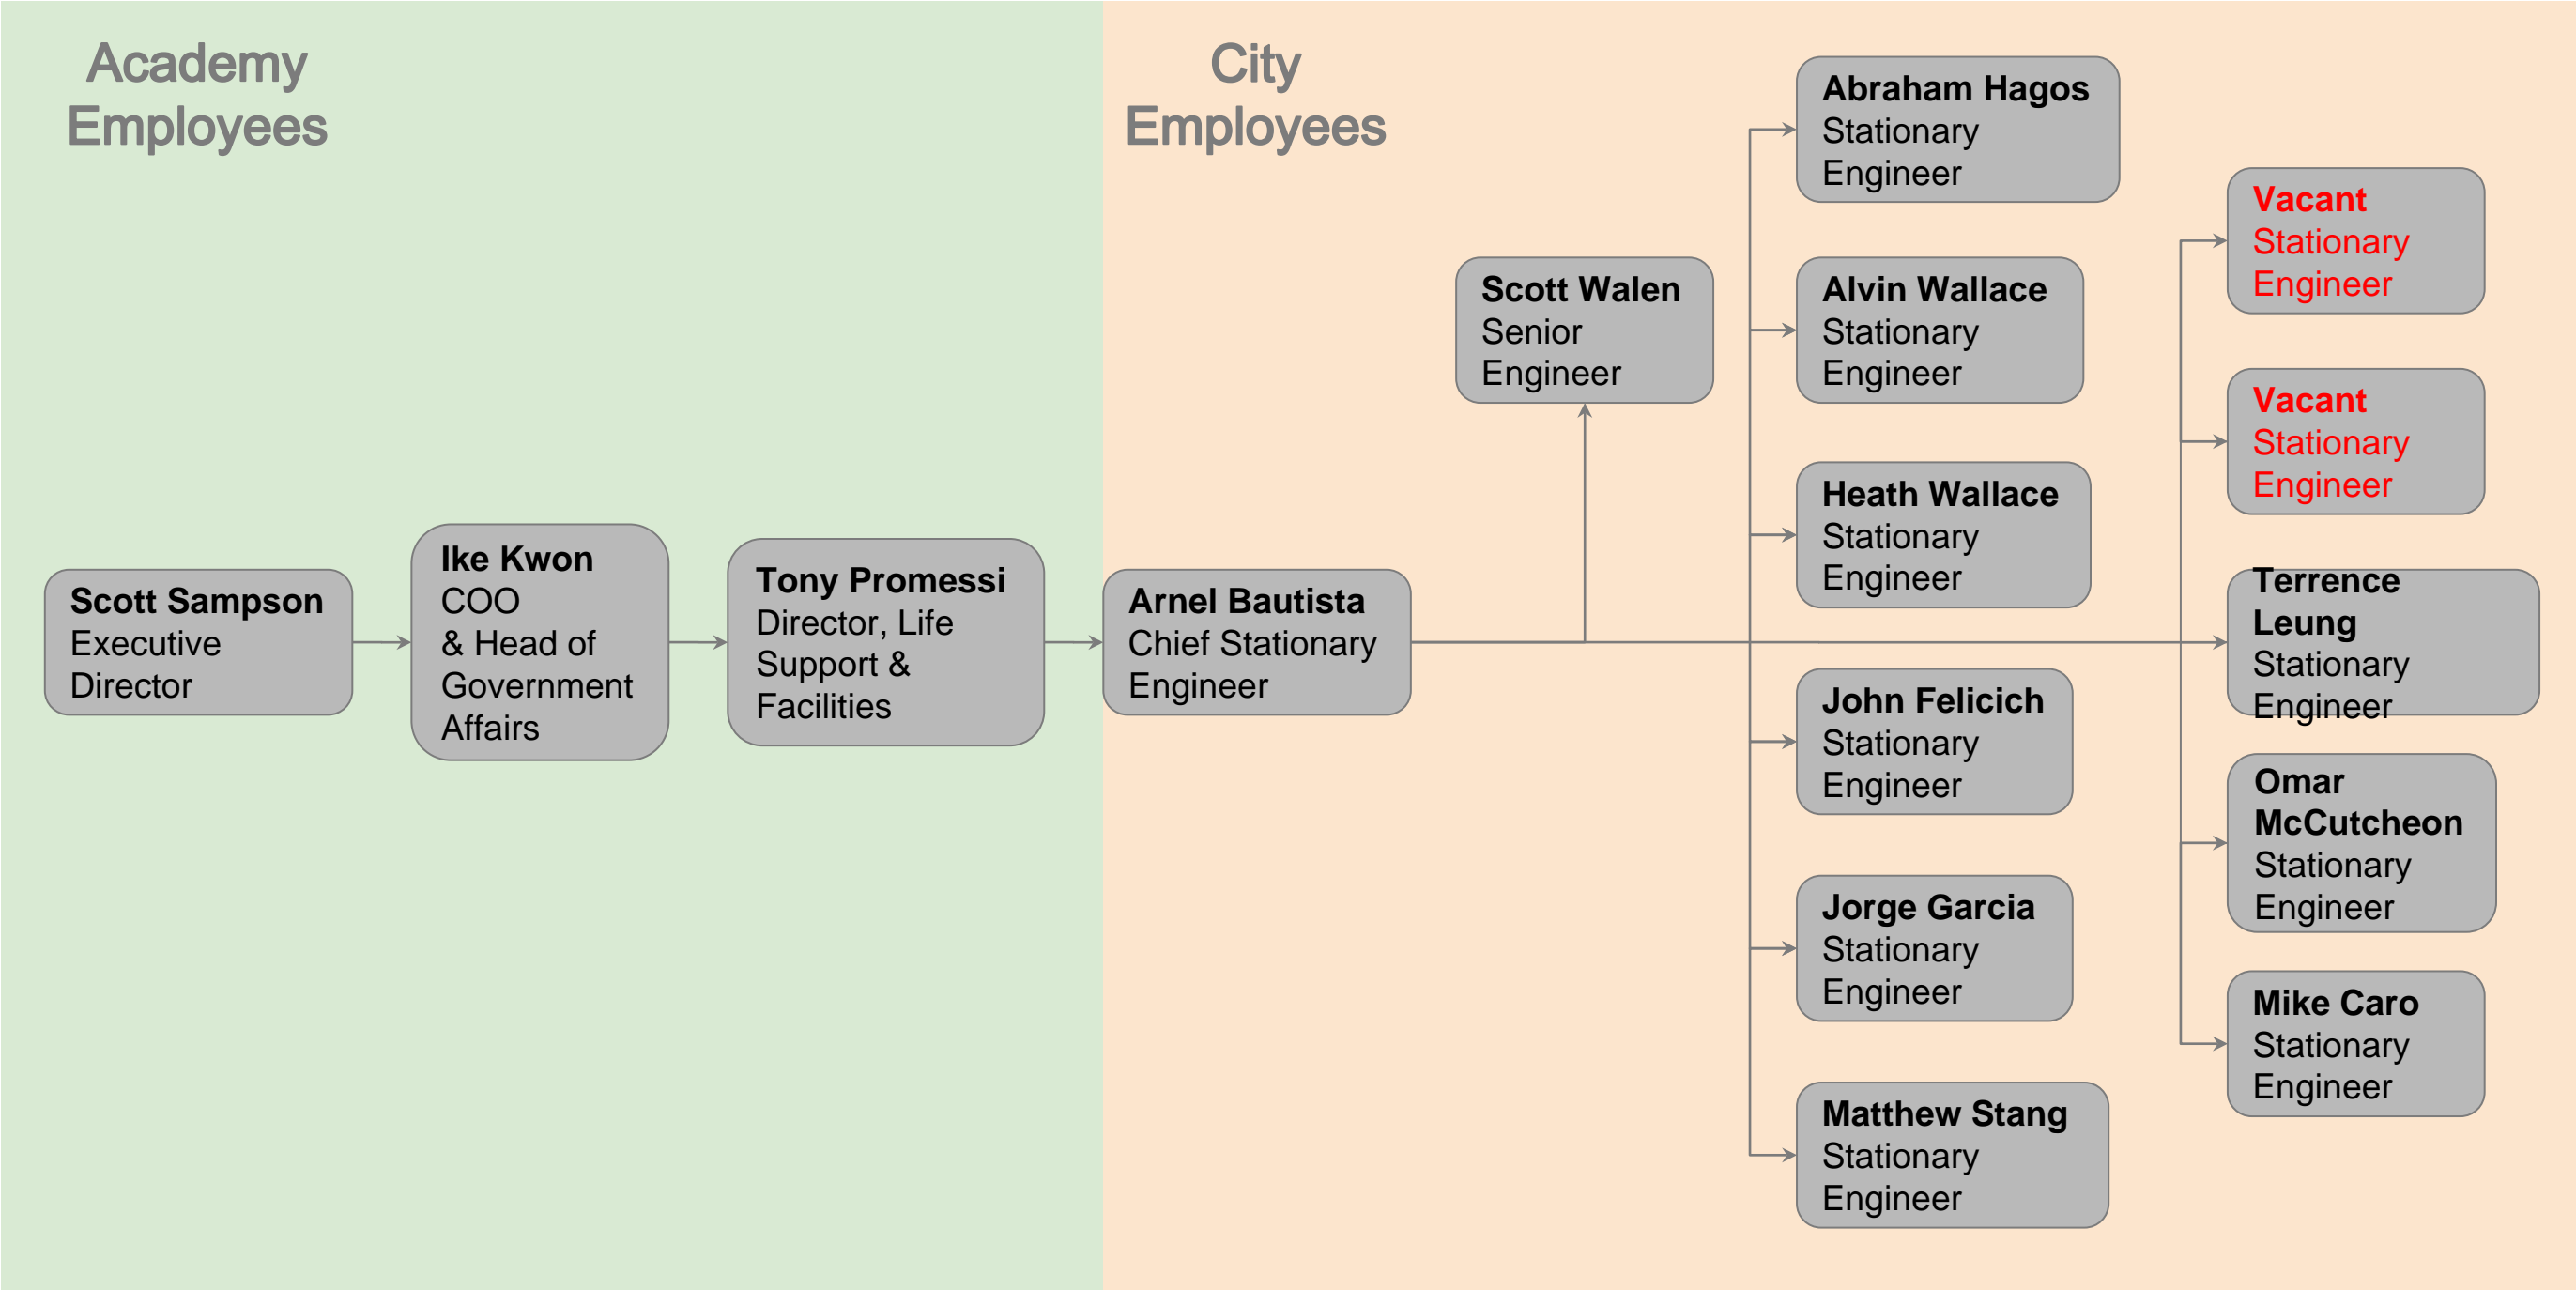 Academy
Employees
City
Employees
Scott Sampson
Executive
Director
Ike Kwon
COO
& Head of
Government
Affairs
Tony Promessi
Director, Life
Support &
Facilities
Arnel Bautista
Chief Stationary
Engineer
Scott Walen
Senior
Engineer
Abraham Hagos
Stationary
Engineer
Alvin Wallace
Stationary
Engineer
Heath Wallace
Stationary
Engineer
John Felicich
Stationary
Engineer
Jorge Garcia
Stationary
Engineer
Matthew Stang
Stationary
Engineer
Vacant
Stationary
Engineer
Vacant
Stationary
Engineer
Terrence
Leung
Stationary
Engineer
Omar
McCutcheon
Stationary
Engineer
Mike Caro
Stationary
Engineer